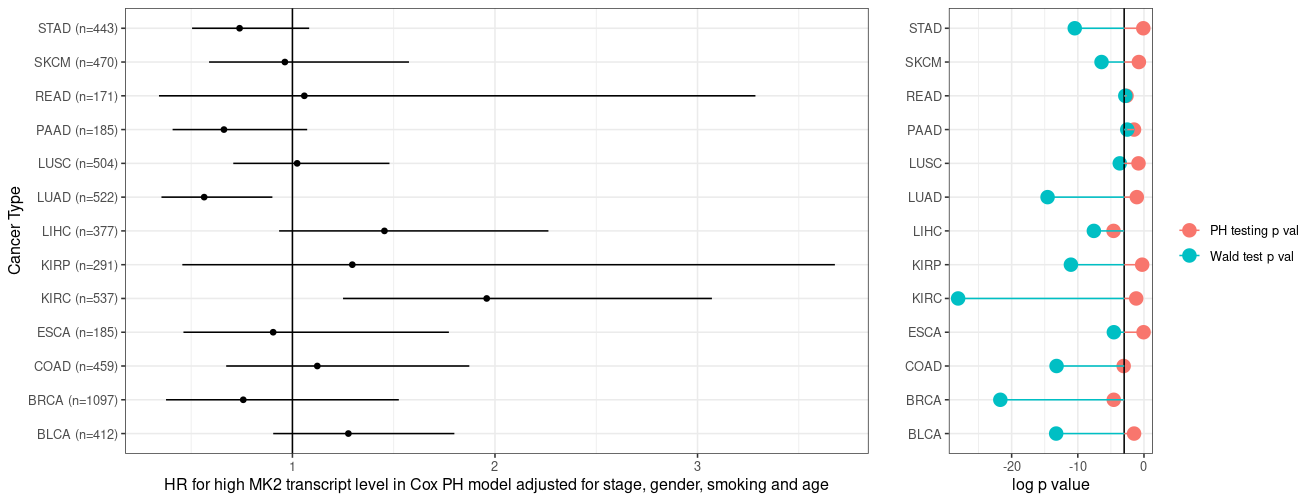 Cancer Type
STAD (n=443)
SKCM (n=470)
READ (n=171)
PAAD (n=185)
LUSC (n=504)
LUAD (n=522)
LIHC (n=377)
KIRP (n=291)
KIRC (n=537)
ESCA (n=185)
COAD (n=459)
BRCA (n=1097)
BLCA (n=412)
1 2 3
HR for high MK2 transcript level in Cox PH model adjusted for stage, gender, smoking and age
STAD
SKCM
READ
PAAD
LUSC
LUAD
LIHC
KIRP
KIRC
ESCA
COAD
BRCA
BLCA
-20 -10 0
log p value
PH testing p val
Wald test p val